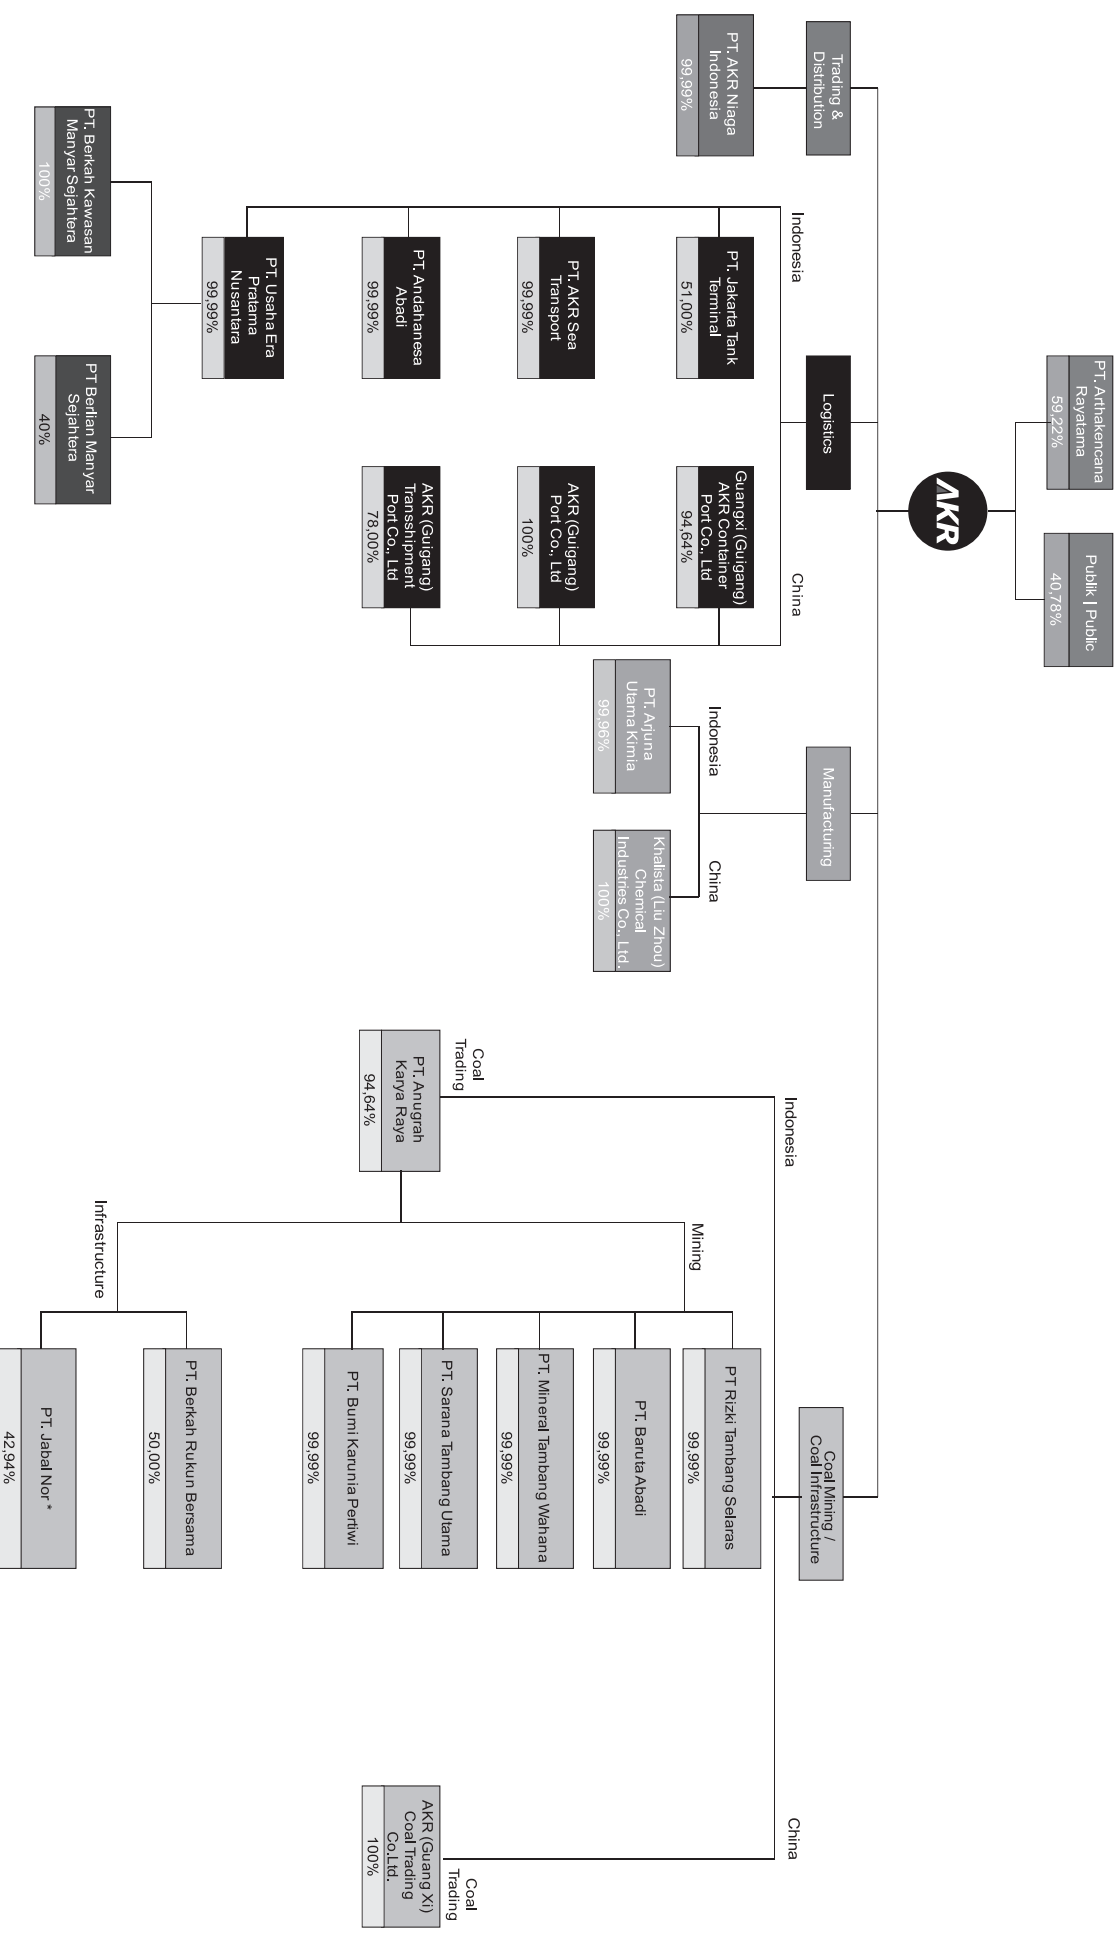 PT. Arthakencana
Rayatama
59,22%
Publik | Public
40,78%
AKR
Trading &
Distribution
PT. AKR Niaga
Indonesia
99,99%
Logistics
Indonesia
PT. Jakarta Tank
Terminal
51,00%
PT. AKR Sea
Transport
99,99%
PT. Andahanesa
Abadi
99,99%
PT. Usaha Era
Pratama
Nusantara
99,99%
PT. Berkah Kawasan
Manyar Sejahtera
100%
PT Berlian Manyar
Sejahtera
40%
China
Guangxi (Guigang)
AKR Container
Port Co., Ltd
94,64%
AKR (Guigang)
Port Co., Ltd
100%
AKR (Guigang)
Transshipment
Port Co., Ltd
78,00%
Manufacturing
Indonesia
PT. Arjuna
Utama Kimia
99,96%
China
Khalista (Liu Zhou)
Chemical
Industries Co., Ltd.
100%
Coal Mining /
Coal Infrastructure
Indonesia
Coal
Trading
PT. Anugrah
Karya Raya
94,64%
Mining
PT Rizki Tambang Selaras
99,99%
PT. Baruta Abadi
99,99%
PT. Mineral Tambang Wahana
99,99%
PT. Sarana Tambang Utama
99,99%
PT. Bumi Karunia Pertiwi
99,99%
Infrastructure
PT. Berkah Rukun Bersama
50,00%
PT. Jabal Nor *
42,94%
China
Coal
Trading
AKR (Guang Xi)
Coal Trading
Co.Ltd.
100%